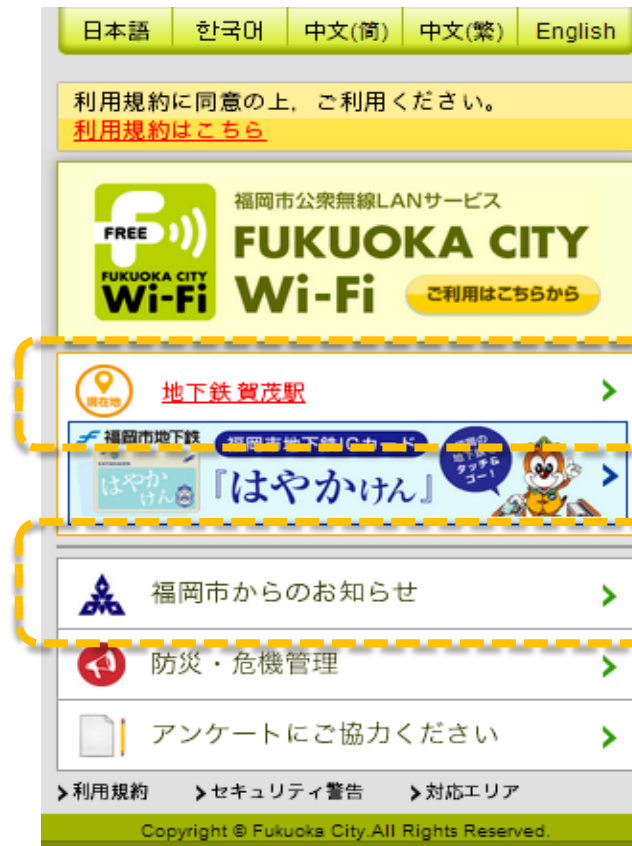 日本語 한국어 中文(简) 中文(繁) English
利用規約に同意の上，ご利用ください。
利用規約はこちら
FREE
FUKUOKA CITY
Wi-Fi
福岡市公衆無線LANサービス
FUKUOKA CITY
Wi-Fi ご利用はこちらから
現在地 地下鉄 賀茂駅
福岡市地下鉄 福岡市地下鉄ICカード
はやかけん
『はやかけん』
タッチ&
ゴー!
福岡市からのお知らせ
防災・危機管理
アンケートにご協力ください
利用規約 セキュリティ警告 対応エリア
Copyright © Fukuoka City.All Rights Reserved.